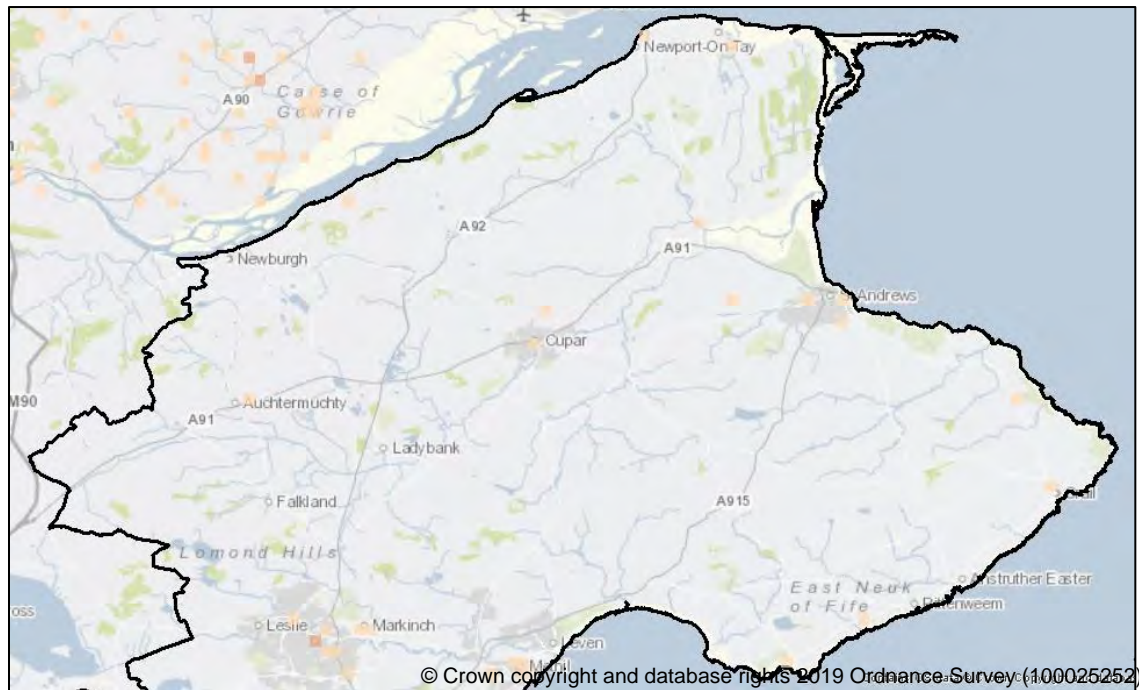 Newport-On-Tay
A90
Carse of
Gowrie
A92
A91
Newburgh
Cupar
M90
Auchtermuchty
A91
Ladybank
A915
Falkland
Lomond Hills
East Neuk
of Fife
Anstruther Easter
Pittenweem
Leslie
Markinch
Leven
© Crown copyright and database rights 2019 Ordnance Survey (100025252)